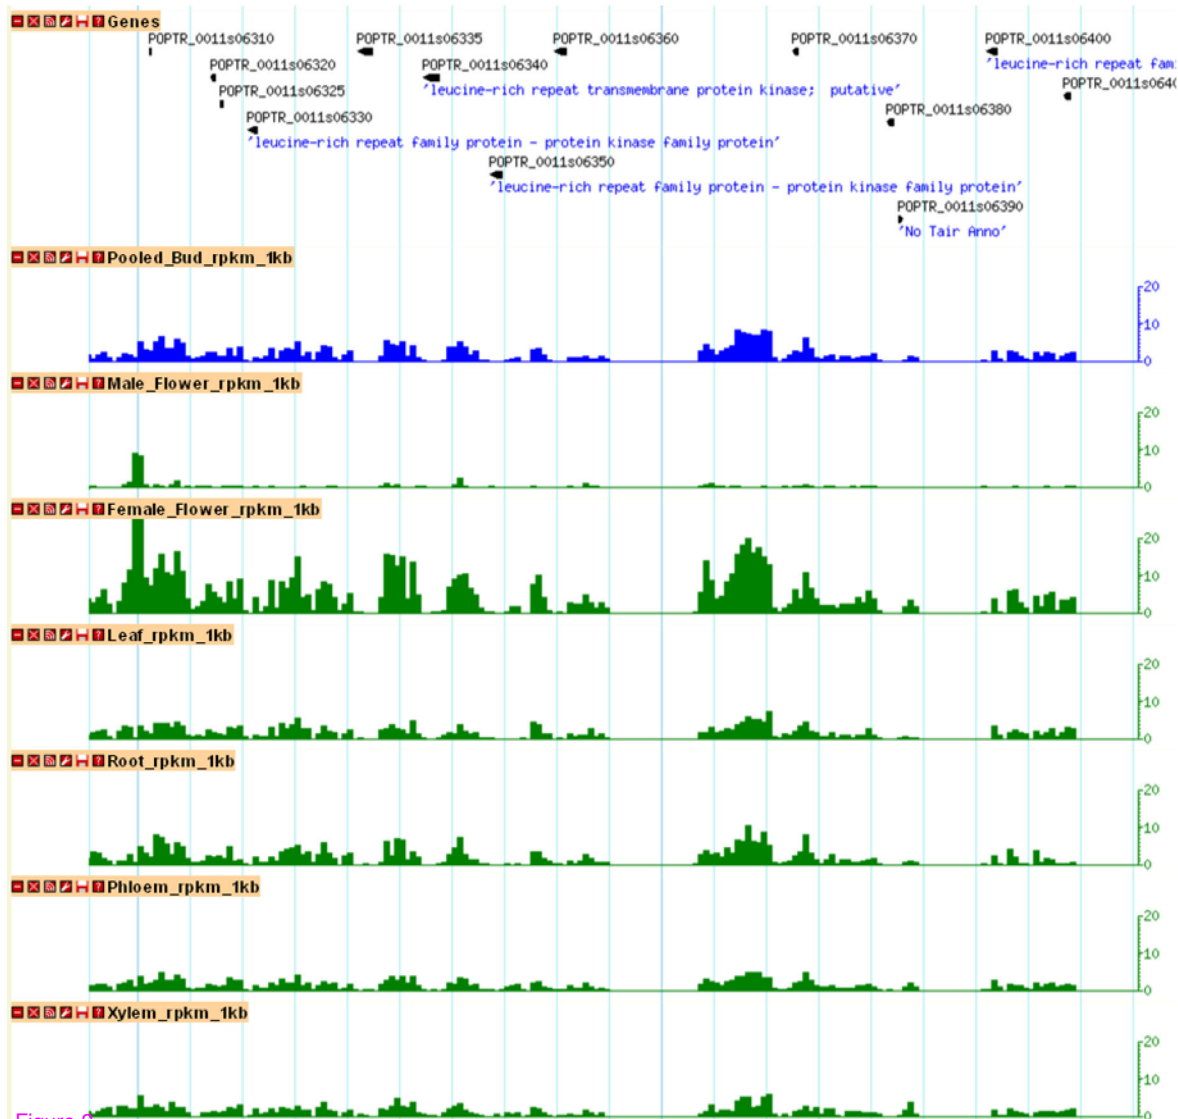 Genes
POPTR_0011s06310 POPTR_0011s06335 POPTR_0011s06360 POPTR_0011s06370 POPTR_0011s06400
POPTR_0011s06320 POPTR_0011s06340 'leucine-rich repeat fam
POPTR_0011s06325 'leucine-rich repeat transmembrane protein kinase; putative' POPTR_0011s064
POPTR_0011s06330 POPTR_0011s06380
'leucine-rich repeat family protein - protein kinase family protein'
POPTR_0011s06350
'leucine-rich repeat family protein - protein kinase family protein'
POPTR_0011s06390
'No Tair Anno'
Pooled_Bud_rpkm_1kb
20
10
0
Male_Flower_rpkm_1kb
20
10
0
Female_Flower_rpkm_1kb
20
10
0
Leaf_rpkm_1kb
20
10
0
Root_rpkm_1kb
20
10
0
Phloem_rpkm_1kb
20
10
0
Xylem_rpkm_1kb
20
10
0
Figure